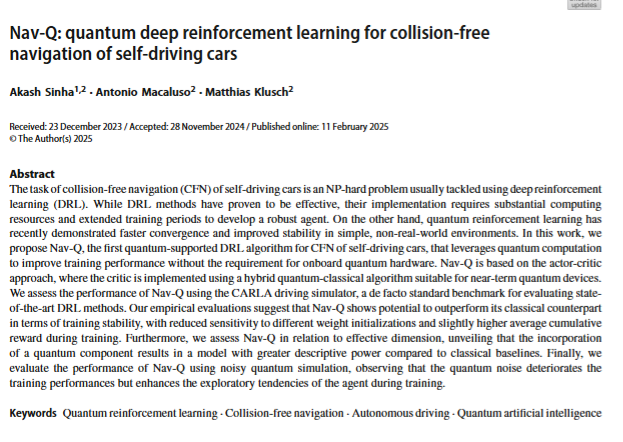 updates
Nav-Q: quantum deep reinforcement learning for collision-free
navigation of self-driving cars
Akash Sinha1,2 · Antonio Macaluso2 · Matthias Klusch2
Received: 23 December 2023 / Accepted: 28 November 2024 / Published online: 11 February 2025
© The Author(s) 2025
Abstract
The task of collision-free navigation (CFN) of self-driving cars is an NP-hard problem usually tackled using deep reinforcement
learning (DRL). While DRL methods have proven to be effective, their implementation requires substantial computing
resources and extended training periods to develop a robust agent. On the other hand, quantum reinforcement learning has
recently demonstrated faster convergence and improved stability in simple, non-real-world environments. In this work, we
propose Nav-Q, the first quantum-supported DRL algorithm for CFN of self-driving cars, that leverages quantum computation
to improve training performance without the requirement for onboard quantum hardware. Nav-Q is based on the actor-critic
approach, where the critic is implemented using a hybrid quantum-classical algorithm suitable for near-term quantum devices.
We assess the performance of Nav-Q using the CARLA driving simulator, a de facto standard benchmark for evaluating state-
of-the-art DRL methods. Our empirical evaluations suggest that Nav-Q shows potential to outperform its classical counterpart
in terms of training stability, with reduced sensitivity to different weight initializations and slightly higher average cumulative
reward during training. Furthermore, we assess Nav-Q in relation to effective dimension, unveiling that the incorporation
of a quantum component results in a model with greater descriptive power compared to classical baselines. Finally, we
evaluate the performance of Nav-Q using noisy quantum simulation, observing that the quantum noise deteriorates the
training performances but enhances the exploratory tendencies of the agent during training.
Keywords Quantum reinforcement learning · Collision-free navigation · Autonomous driving · Quantum artificial intelligence